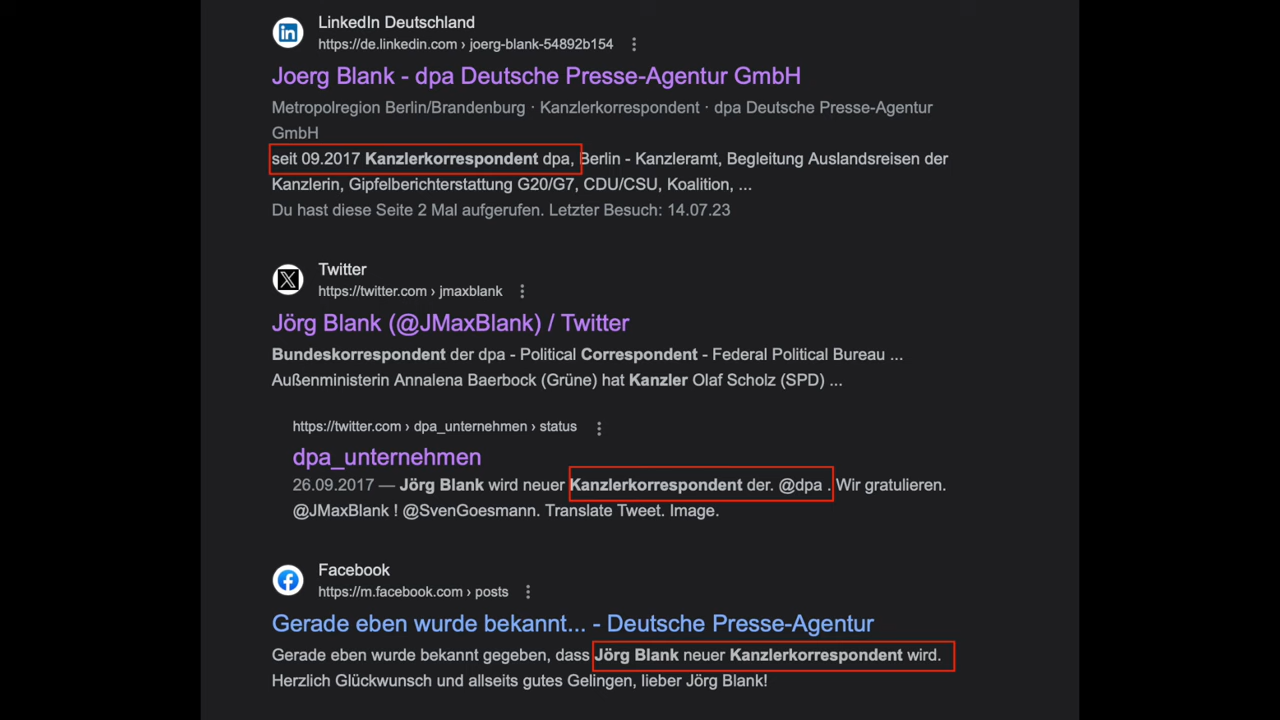 LinkedIn Deutschland
https://de.linkedin.com › joerg-blank-54892b154
Joerg Blank - dpa Deutsche Presse-Agentur GmbH
Metropolregion Berlin/Brandenburg · Kanzlerkorrespondent · dpa Deutsche Presse-Agentur
GmbH
seit 09.2017 Kanzlerkorrespondent dpa, Berlin - Kanzleramt, Begleitung Auslandsreisen der
Kanzlerin, Gipfelberichterstattung G20/G7, CDU/CSU, Koalition, ...
Du hast diese Seite 2 Mal aufgerufen. Letzter Besuch: 14.07.23
Twitter
https://twitter.com › jmaxblank
Jörg Blank (@JMaxBlank) / Twitter
Bundeskorrespondent der dpa - Political Correspondent - Federal Political Bureau ...
Außenministerin Annalena Baerbock (Grüne) hat Kanzler Olaf Scholz (SPD) ...
https://twitter.com › dpa_unternehmen › status
dpa_unternehmen
26.09.2017 — Jörg Blank wird neuer Kanzlerkorrespondent der. @dpa . Wir gratulieren.
@JMaxBlank ! @SvenGoesmann. Translate Tweet. Image.
Facebook
https://m.facebook.com › posts
Gerade eben wurde bekannt... - Deutsche Presse-Agentur
Gerade eben wurde bekannt gegeben, dass Jörg Blank neuer Kanzlerkorrespondent wird.
Herzlich Glückwunsch und allseits gutes Gelingen, lieber Jörg Blank!